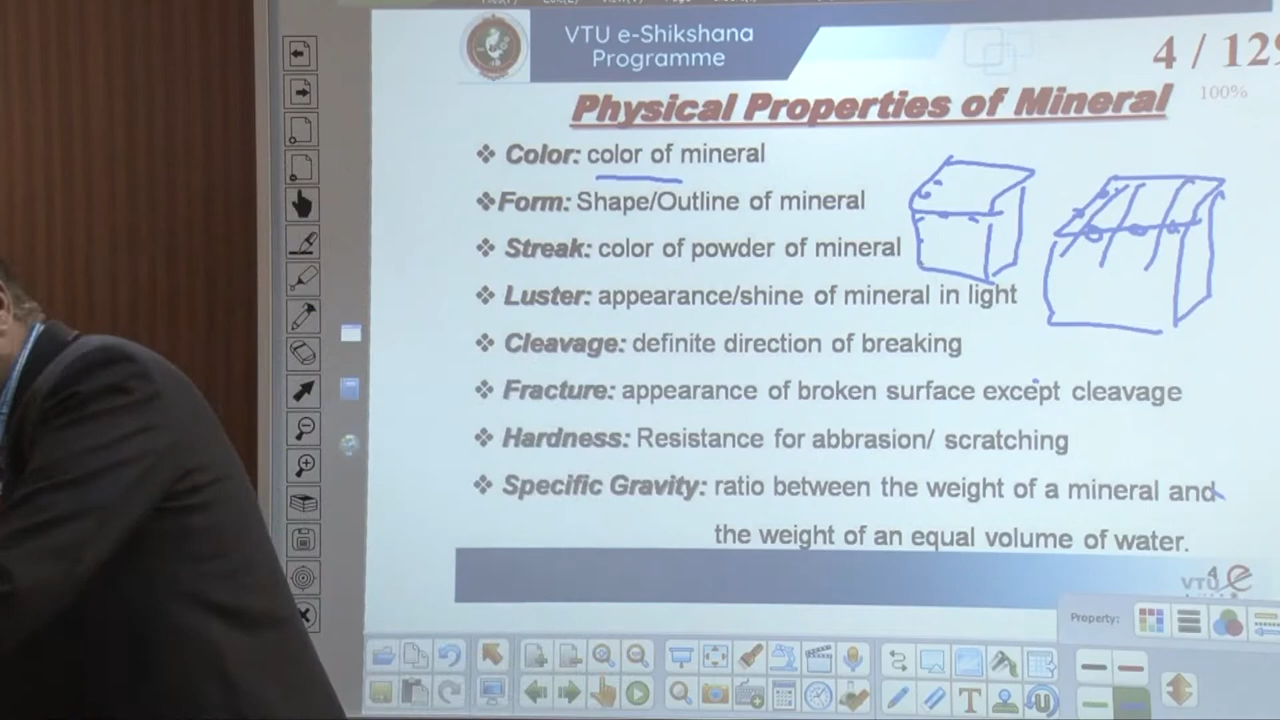 VTU e-Shikshana
Programme
4 / 129
100%
Physical Properties of Mineral
❖ Color: color of mineral
❖Form: Shape/Outline of mineral
❖ Streak: color of powder of mineral
❖ Luster: appearance/shine of mineral in light
❖ Cleavage: definite direction of breaking
❖ Fracture: appearance of broken surface except cleavage
❖ Hardness: Resistance for abbrasion/ scratching
❖ Specific Gravity: ratio between the weight of a mineral and
the weight of an equal volume of water.
4
VTU e
Property: